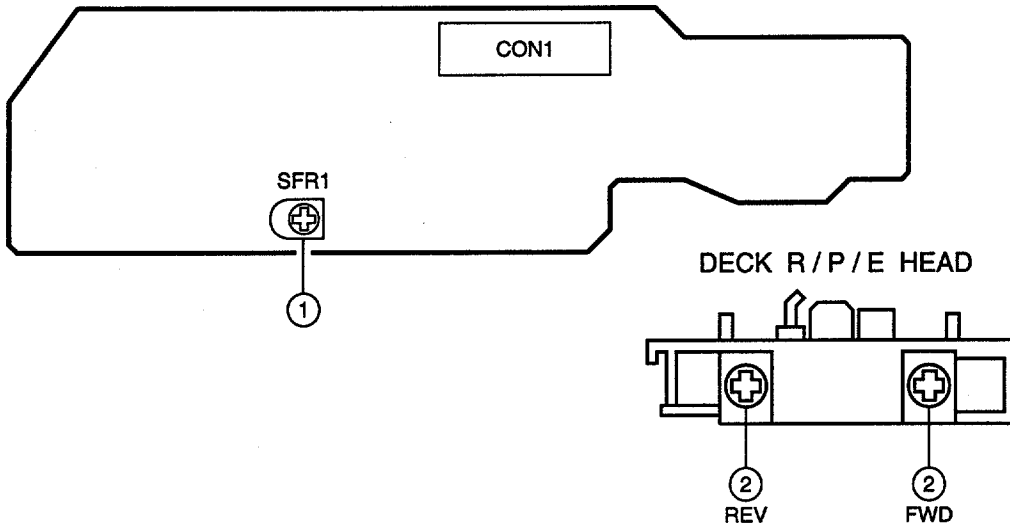 CON1
SFR1
1
DECK R / P / E HEAD
2 2
REV FWD